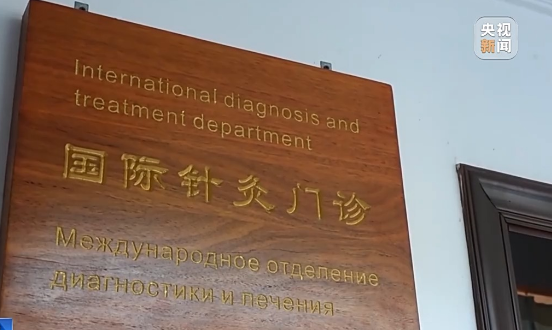 央视
新闻
International diagnosis and
treatment department
国际针灸门诊
Международное отделение
диагностики и лечения